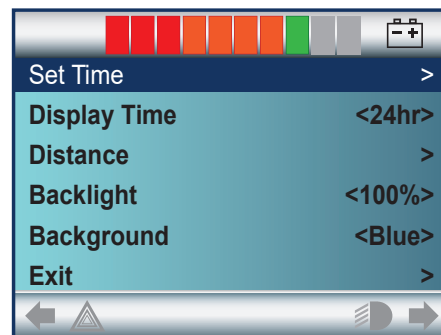 Set Time >
Display Time <24hr>
Distance >
Backlight <100%>
Background <Blue>
Exit >